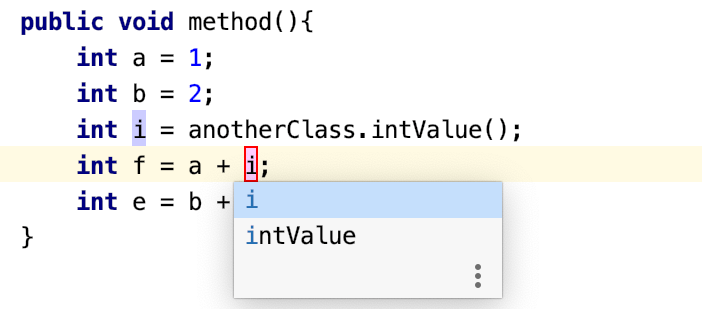 public void method(){
int a = 1;
int b = 2;
int i = anotherClass.intValue();
int f = a + i;
int e = b +
i
intValue
}